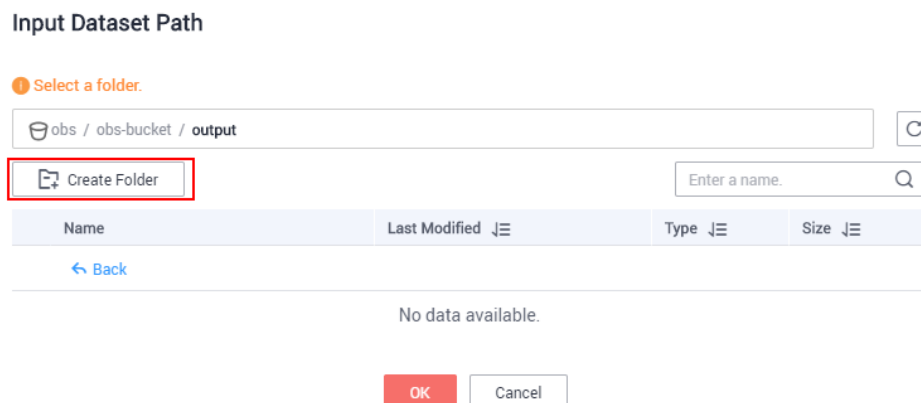 Input Dataset Path
Select a folder.
obs / obs-bucket / output
Create Folder
Enter a name.
Name Last Modified Type Size
Back
No data available.
OK Cancel